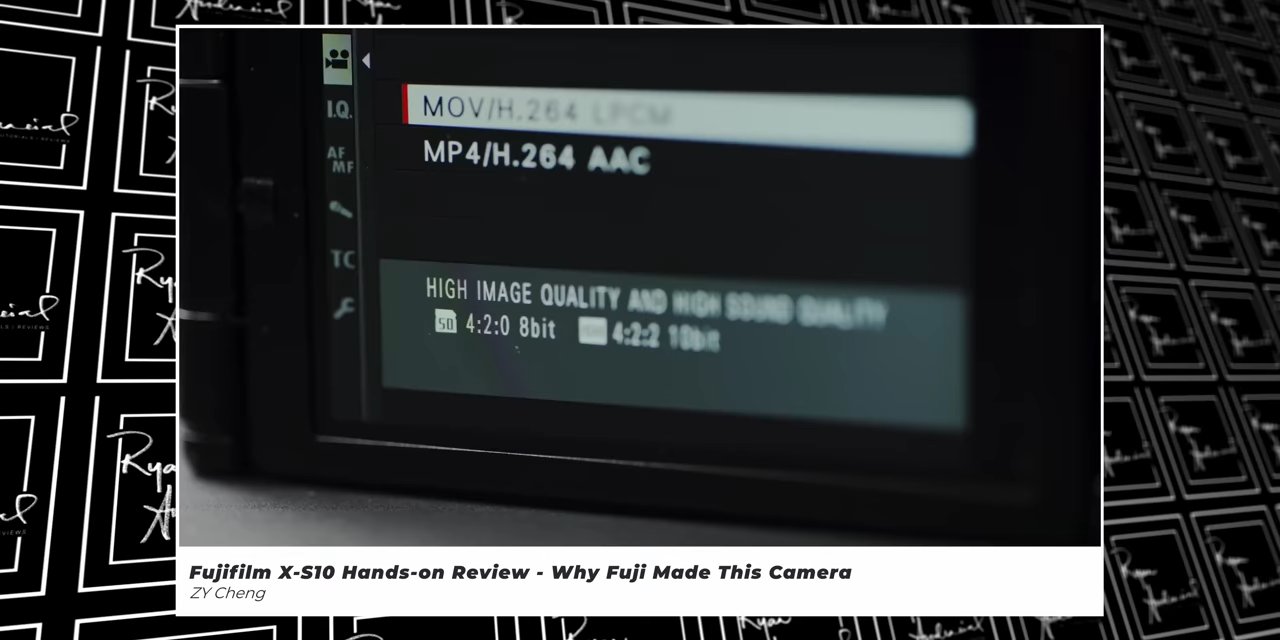 I.Q.
AF
MF
TC
MOV/H.264 LPCM
MP4/H.264 AAC
HIGH IMAGE QUALITY AND HIGH SOUND QUALITY
SD 4:2:0 8bit 4:2:2 10bit
Fujifilm X-S10 Hands-on Review - Why Fuji Made This Camera
ZY Cheng